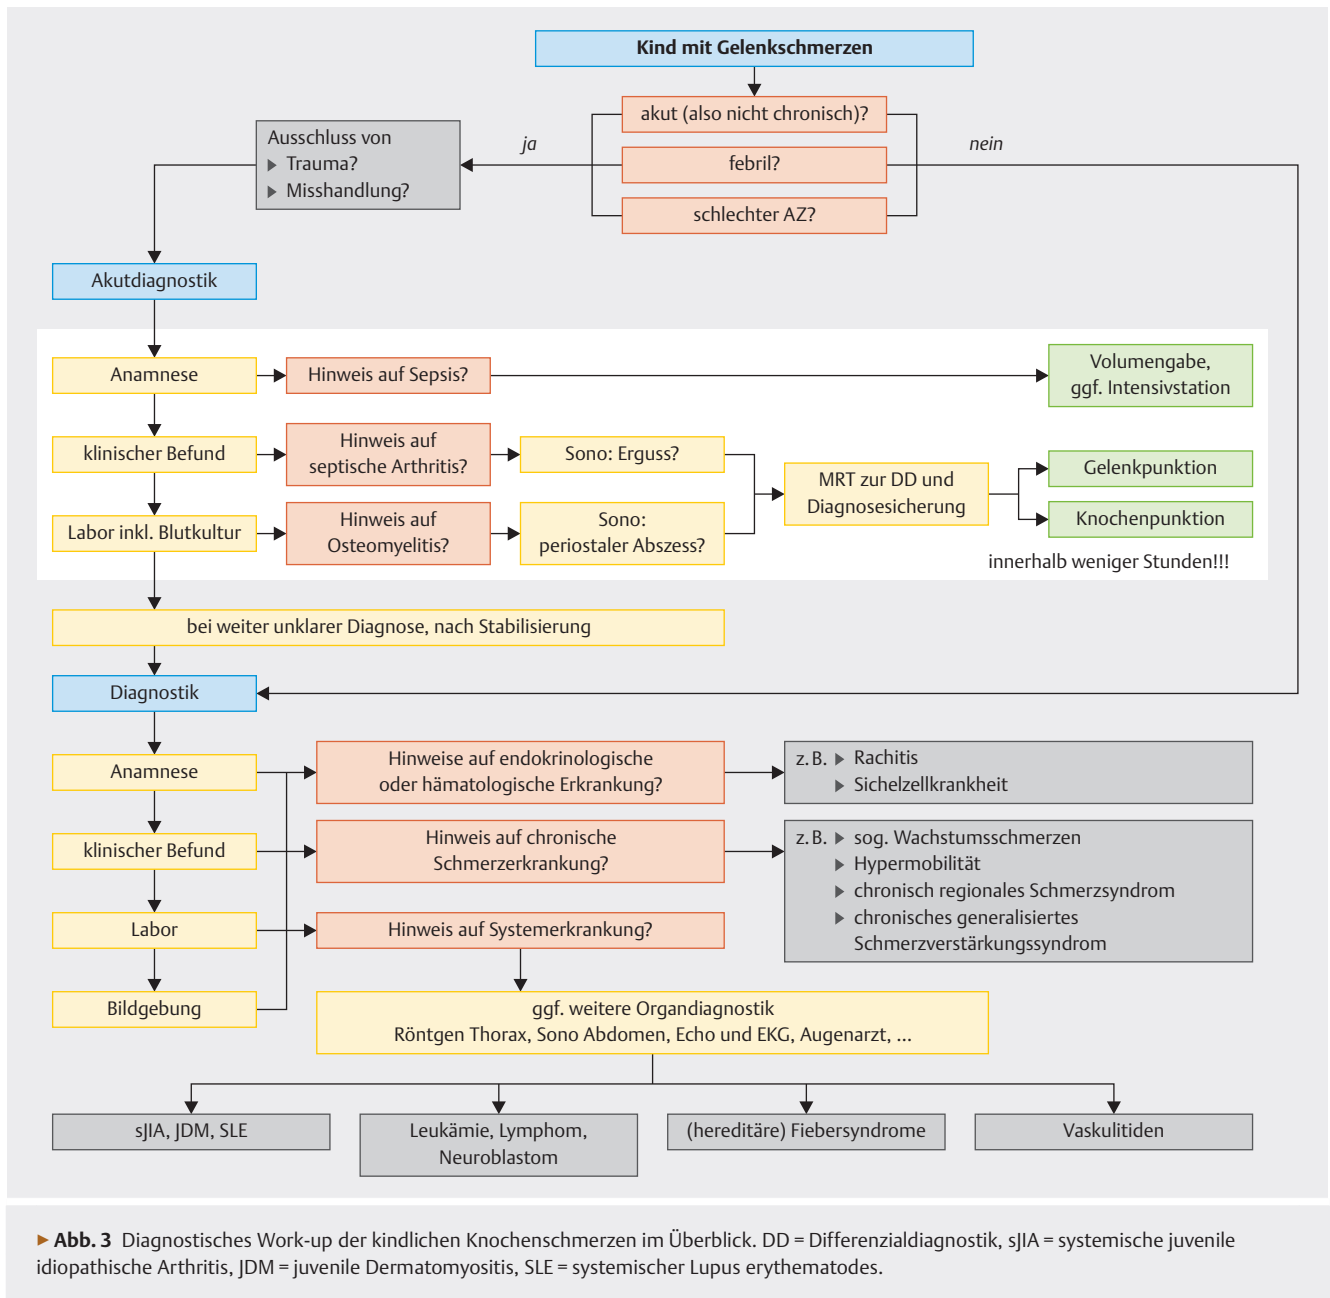 Kind mit Gelenkschmerzen
akut (also nicht chronisch)?
febril?
schlechter AZ?
ja
nein
Ausschluss von
▶ Trauma?
▶ Misshandlung?
Akutdiagnostik
Anamnese
Hinweis auf Sepsis?
Volumengabe,
ggf. Intensivstation
klinischer Befund
Hinweis auf
septische Arthritis?
Sono: Erguss?
MRT zur DD und
Diagnosesicherung
Gelenkpunktion
Labor inkl. Blutkultur
Hinweis auf
Osteomyelitis?
Sono:
periostaler Abszess?
Knochenpunktion
innerhalb weniger Stunden!!!
bei weiter unklarer Diagnose, nach Stabilisierung
Diagnostik
Anamnese
Hinweise auf endokrinologische
oder hämatologische Erkrankung?
z. B. ▶ Rachitis
▶ Sichelzellkrankheit
klinischer Befund
Hinweis auf chronische
Schmerzerkrankung?
z. B. ▶ sog. Wachstumsschmerzen
▶ Hypermobilität
▶ chronisch regionales Schmerzsyndrom
▶ chronisches generalisiertes
Schmerzverstärkungssyndrom
Labor
Hinweis auf Systemerkrankung?
Bildgebung
ggf. weitere Organdiagnostik
Röntgen Thorax, Sono Abdomen, Echo und EKG, Augenarzt, ...
sJIA, JDM, SLE
Leukämie, Lymphom,
Neuroblastom
(hereditäre) Fiebersyndrome
Vaskulitiden
▶ Abb. 3 Diagnostisches Work-up der kindlichen Knochenschmerzen im Überblick. DD = Differenzialdiagnostik, sJIA = systemische juvenile
idiopathische Arthritis, JDM = juvenile Dermatomyositis, SLE = systemischer Lupus erythematodes.